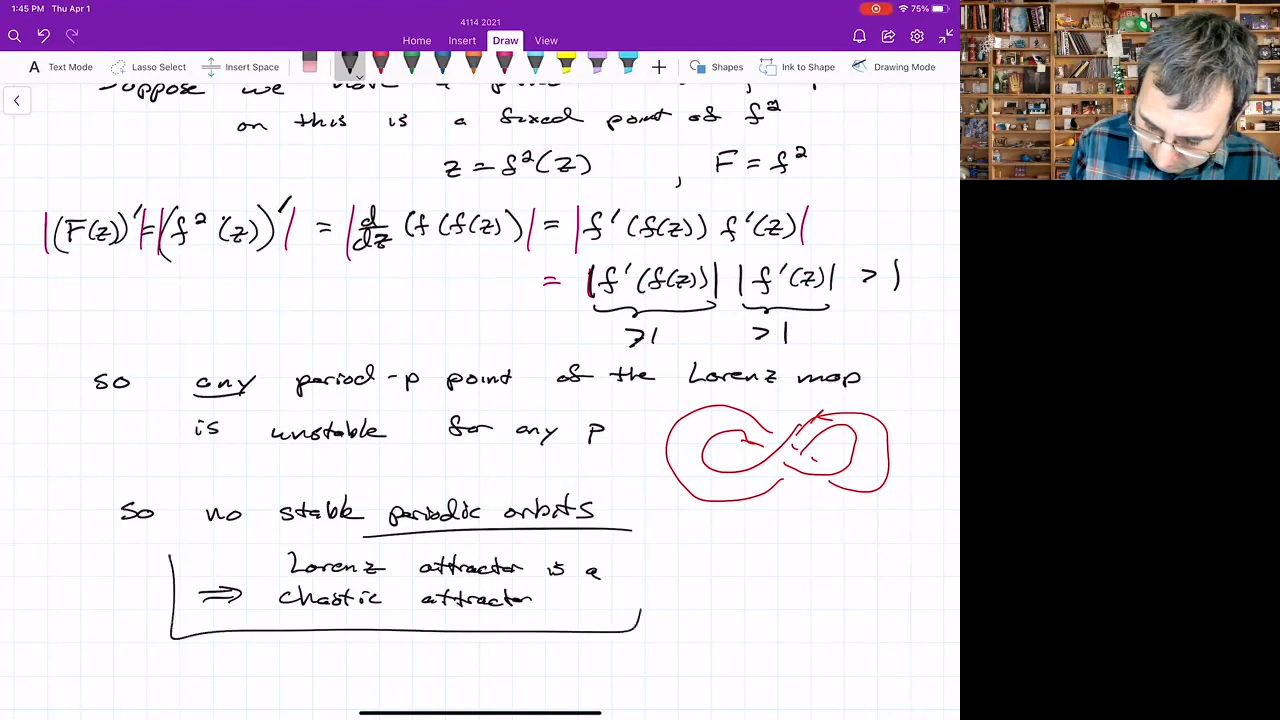 1:45 PM Thu Apr 1
75%
4114 2021
Home Insert Draw View
A Text Mode Lasso Select Insert Space Shapes Ink to Shape Drawing Mode
Suppose we have a
on this is a fixed point of f²
z = f²(z) , F = f²
|(F(z))'| = |(f²(z))'| = |d/dz (f(f(z))| = |f'(f(z)) f'(z)|
= |f'(f(z))| |f'(z)| > 1
>1 >1
so any period-p point of the Lorenz map
is unstable for any p
so no stable periodic orbits
Lorenz attractor is a
⇒ chaotic attractor